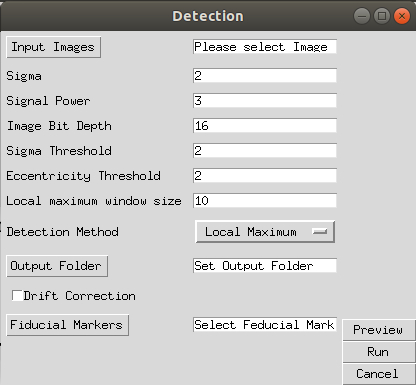 Detection
Input Images Please select Image
Sigma 2
Signal Power 3
Image Bit Depth 16
Sigma Threshold 2
Eccentricity Threshold 2
Local maximum window size 10
Detection Method Local Maximum
Output Folder Set Output Folder
Drift Correction
Fiducial Markers Select Feducial Mark
Preview
Run
Cancel